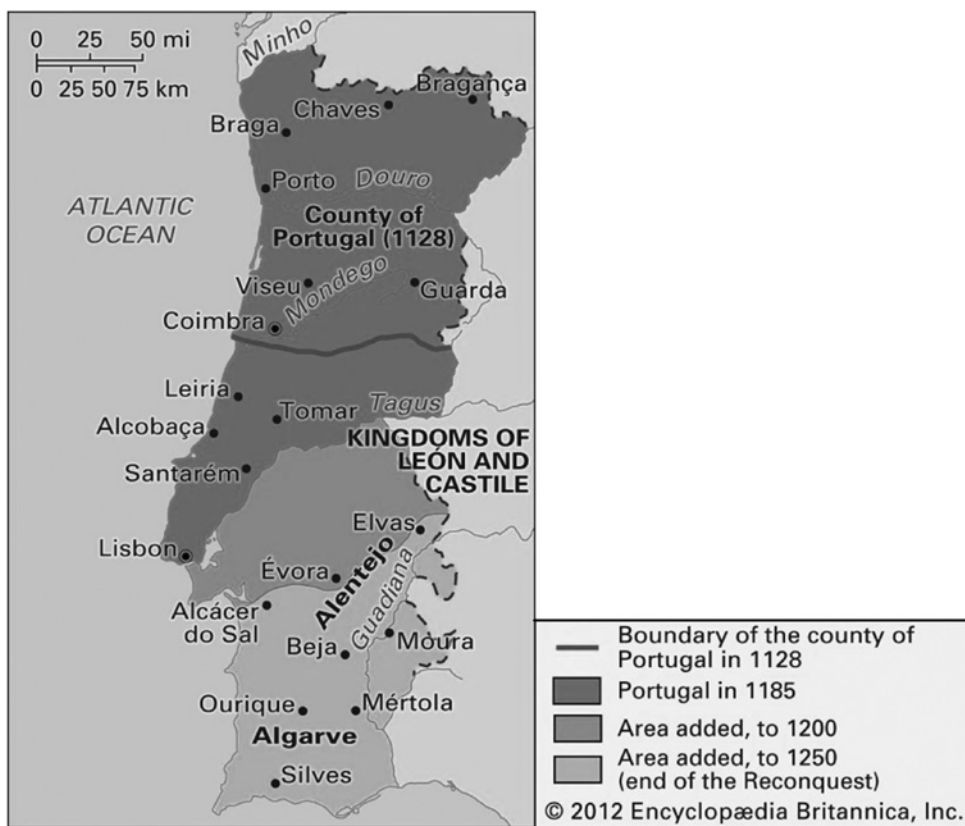 0 25 50 mi
0 25 50 75 km
Minho
Bragança
Chaves
Braga
Porto
Douro
ATLANTIC
OCEAN
County of
Portugal (1128)
Viseu
Mondego
Guarda
Coimbra
Leiria
Tomar
Tagus
Alcobaça
KINGDOMS OF
LEÓN AND
CASTILE
Santarém
Elvas
Lisbon
Évora
Alentejo
Guadiana
Alcácer
do Sal
Beja
Moura
Ourique
Mértola
Algarve
Silves
Boundary of the county of
Portugal in 1128
Portugal in 1185
Area added, to 1200
Area added, to 1250
(end of the Reconquest)
© 2012 Encyclopædia Britannica, Inc.